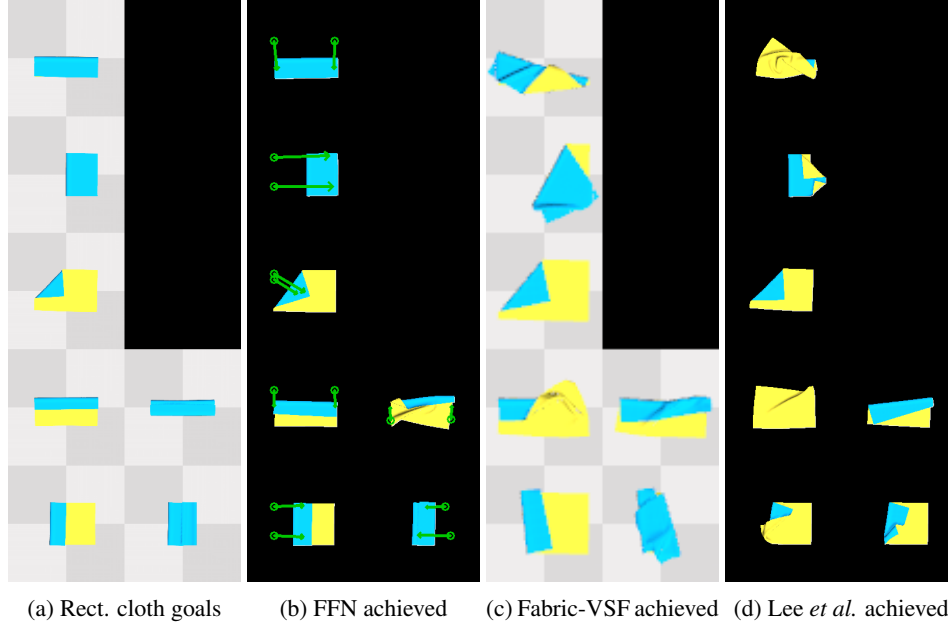 (a) Rect. cloth goals
(b) FFN achieved
(c) Fabric-VSF achieved
(d) Lee et al. achieved